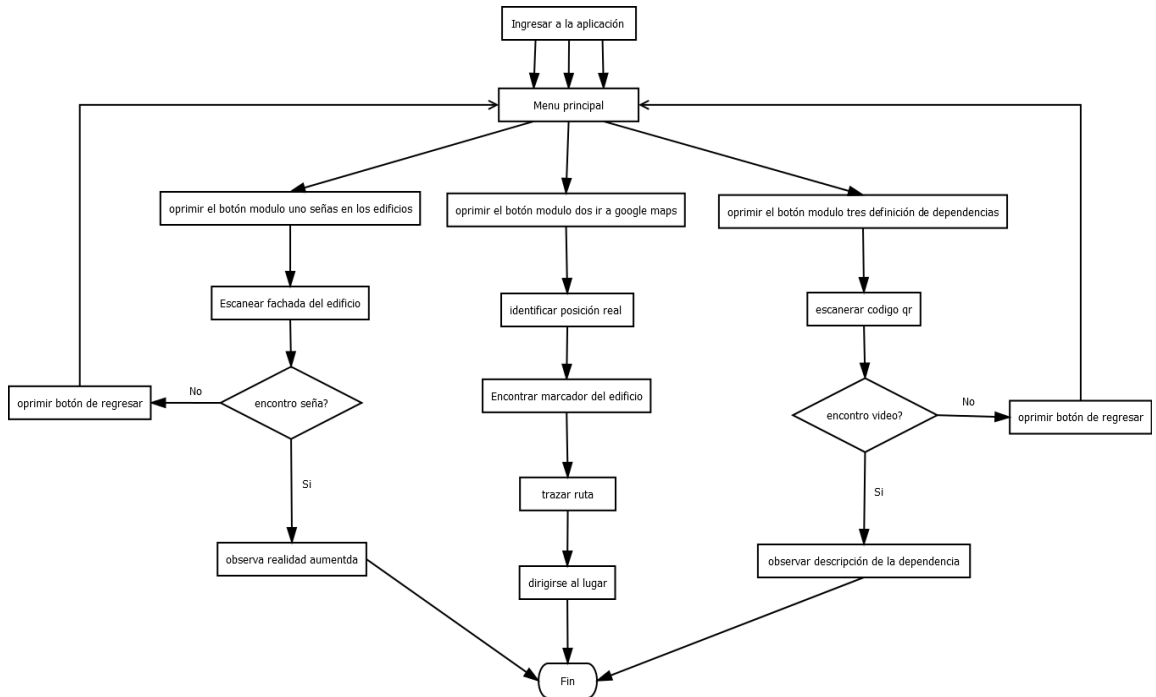 Ingresar a la aplicación
Menu principal
oprimir el botón modulo uno señas en los edificios
oprimir el botón modulo dos ir a google maps
oprimir el botón modulo tres definición de dependencias
Escanear fachada del edificio
identificar posición real
escanerar codigo qr
oprimir botón de regresar
No
encontro seña?
Encontrar marcador del edificio
encontro video?
No
oprimir botón de regresar
Si
trazar ruta
Si
observa realidad aumentda
dirigirse al lugar
observar descripción de la dependencia
Fin